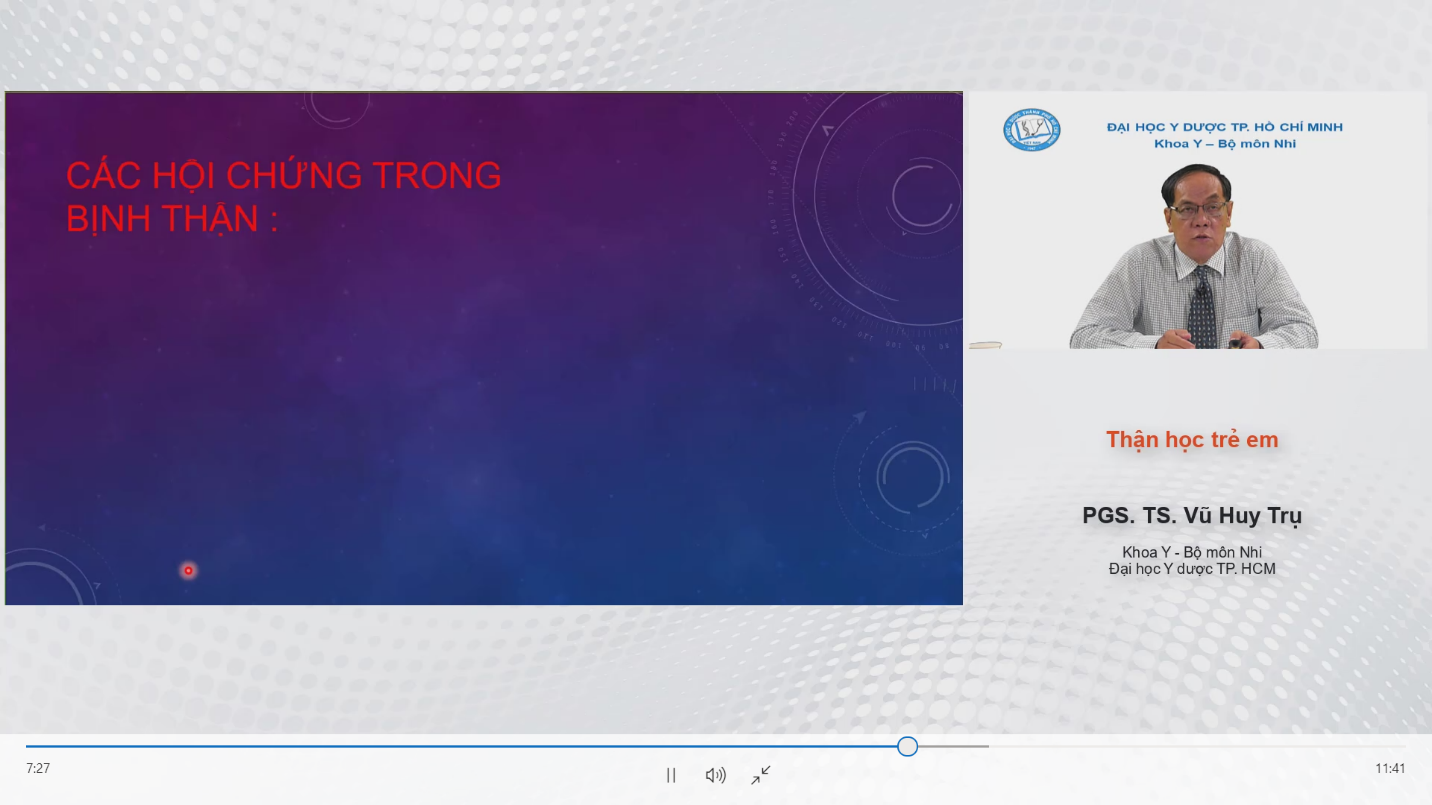 CÁC HỘI CHỨNG TRONG
BỊNH THẬN :
ĐẠI HỌC Y DƯỢC TP. HỒ CHÍ MINH
Khoa Y – Bộ môn Nhi
Thận học trẻ em
PGS. TS. Vũ Huy Trụ
Khoa Y - Bộ môn Nhi
Đại học Y dược TP. HCM
7:27
11:41